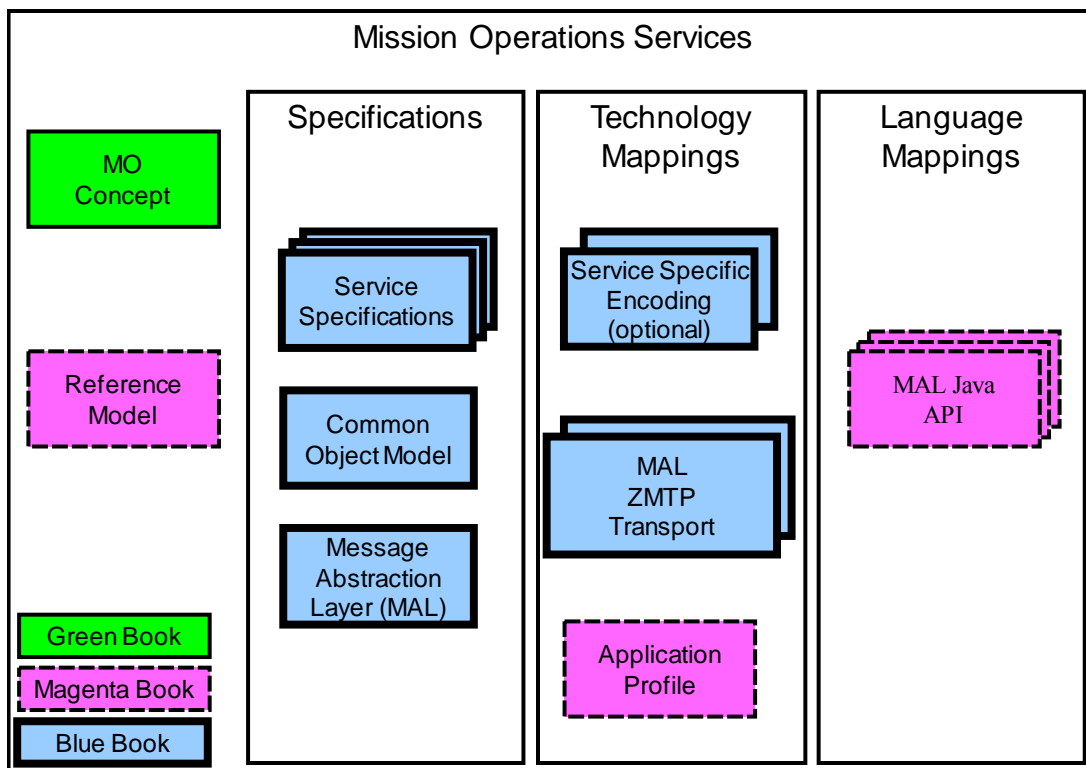 Mission Operations Services
MO
Concept
Reference
Model
Green Book
Magenta Book
Blue Book
Specifications
Service
Specifications
Common
Object Model
Message
Abstraction
Layer (MAL)
Technology
Mappings
Service Specific
Encoding
(optional)
MAL
ZMTP
Transport
Application
Profile
Language
Mappings
MAL Java
API